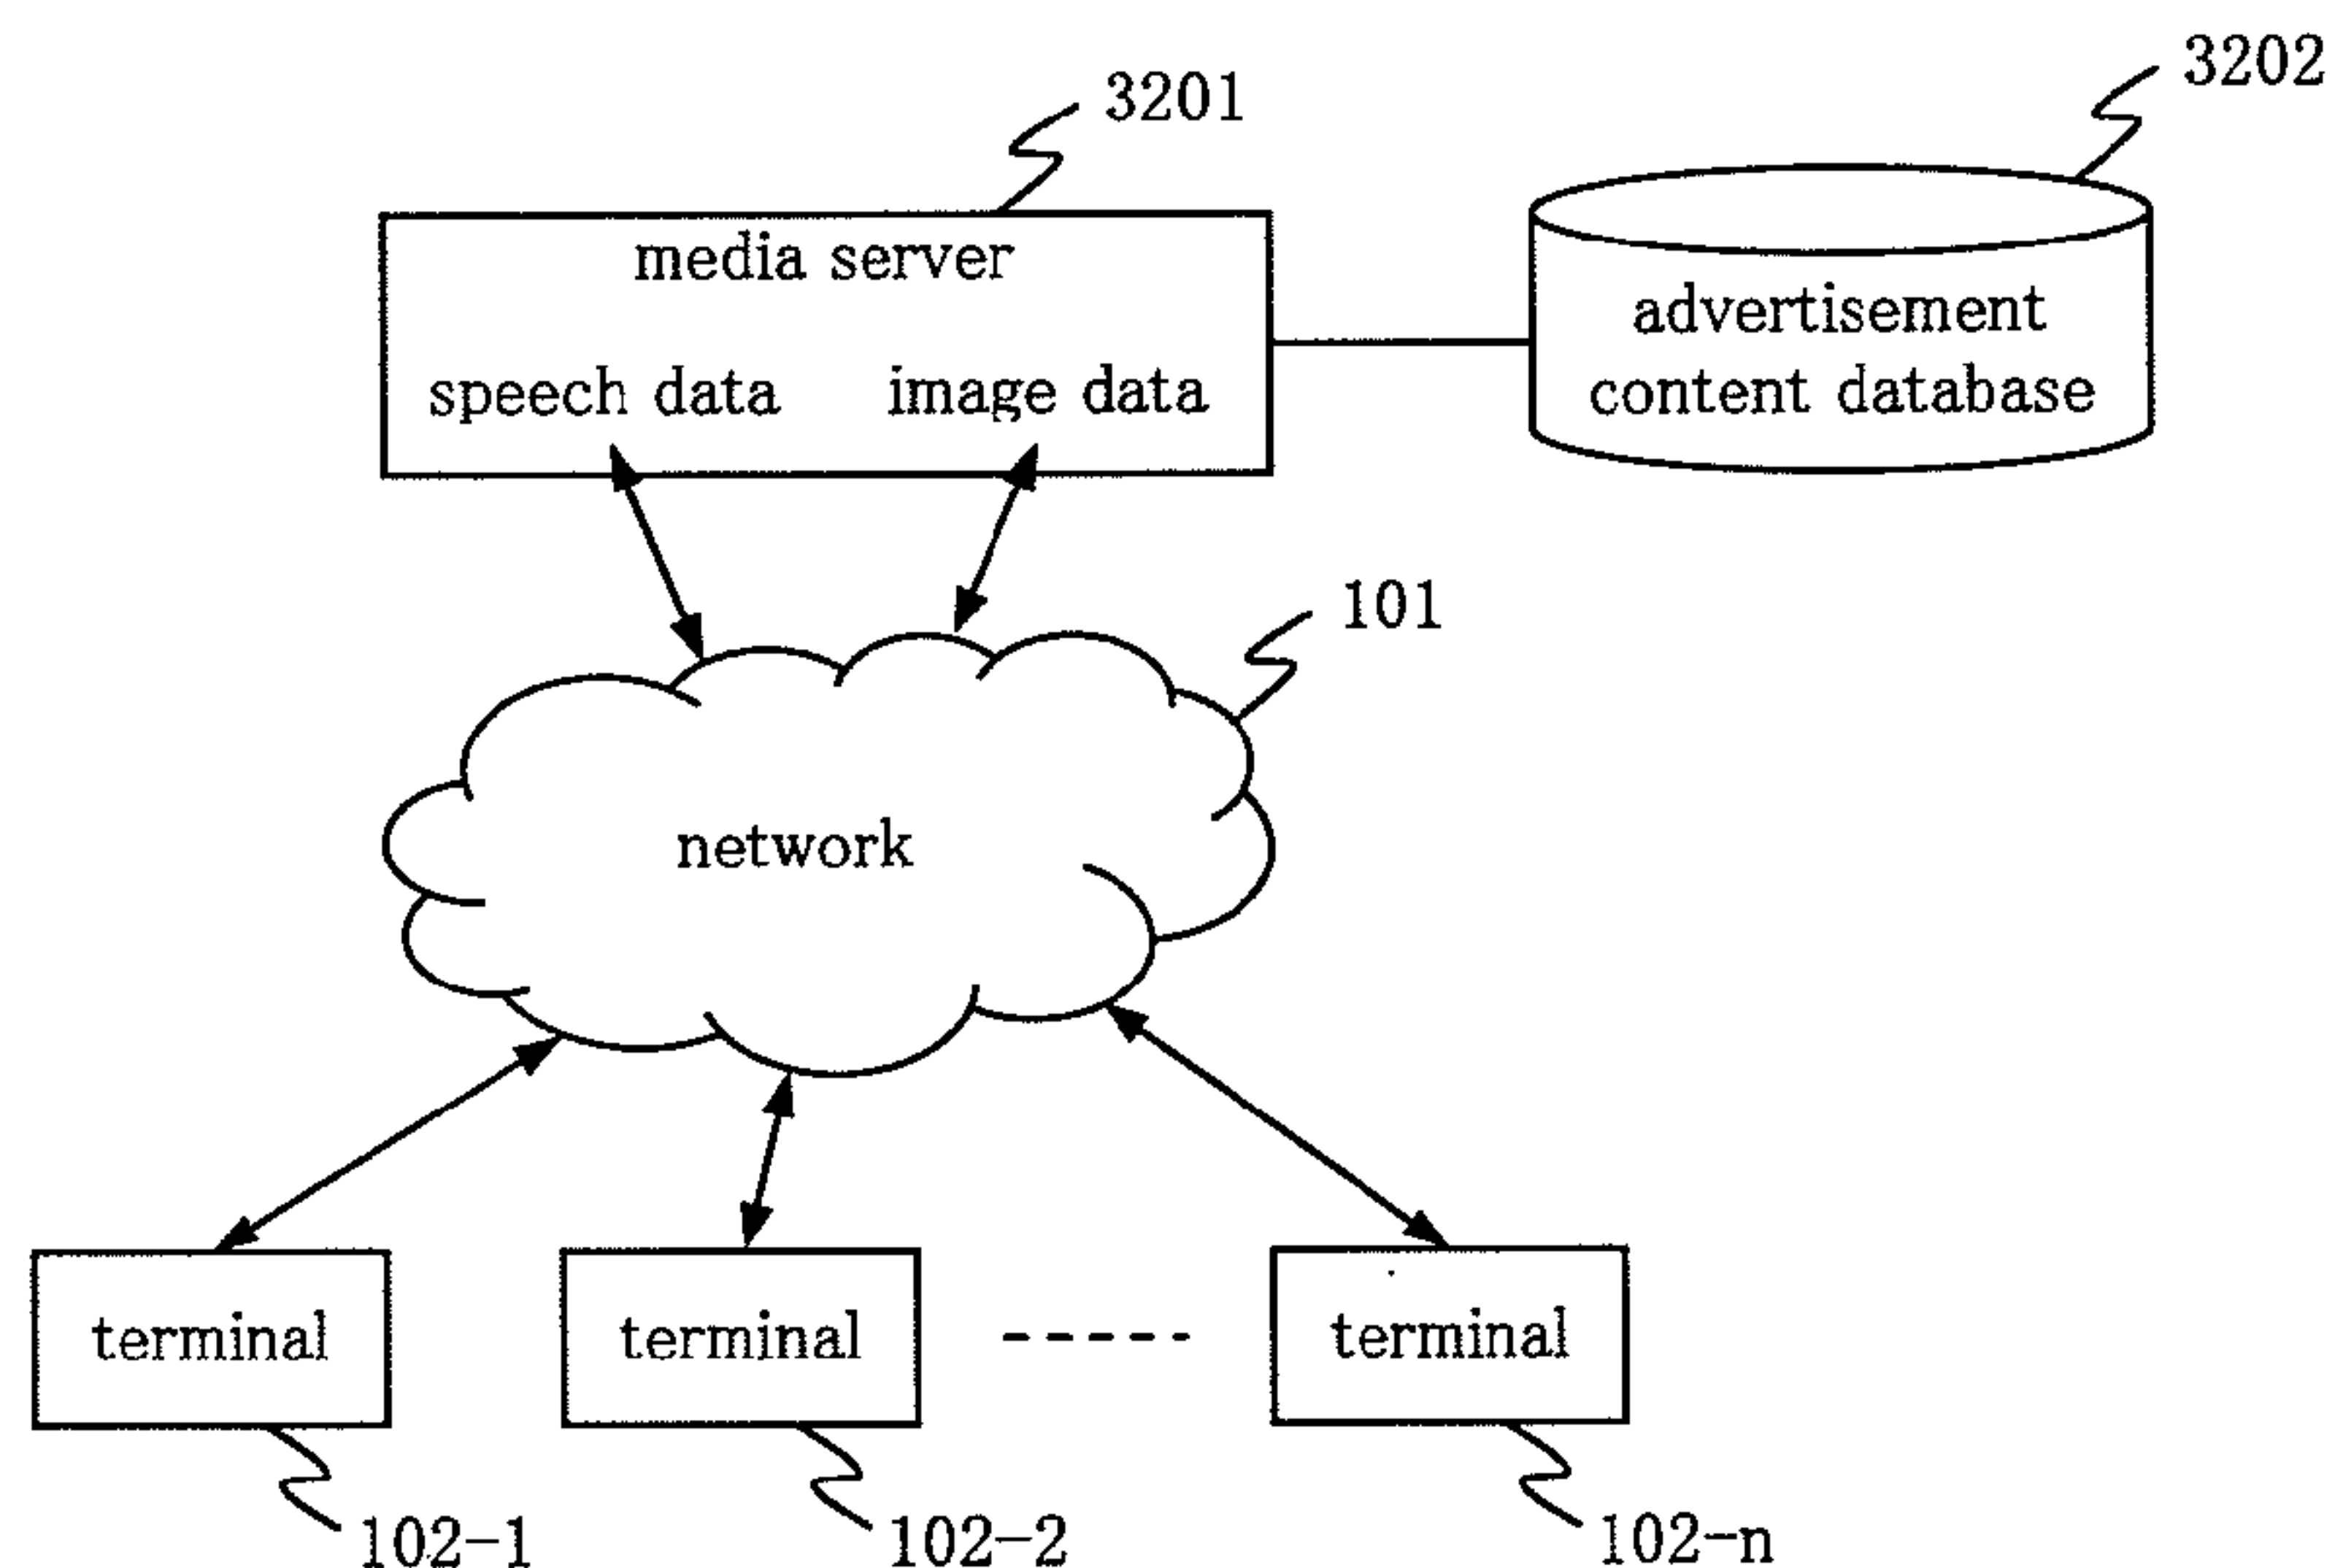 3201
3202
media server
speech data
image data
advertisement
content database
101
network
terminal
terminal
terminal
102-1
102-2
102-n